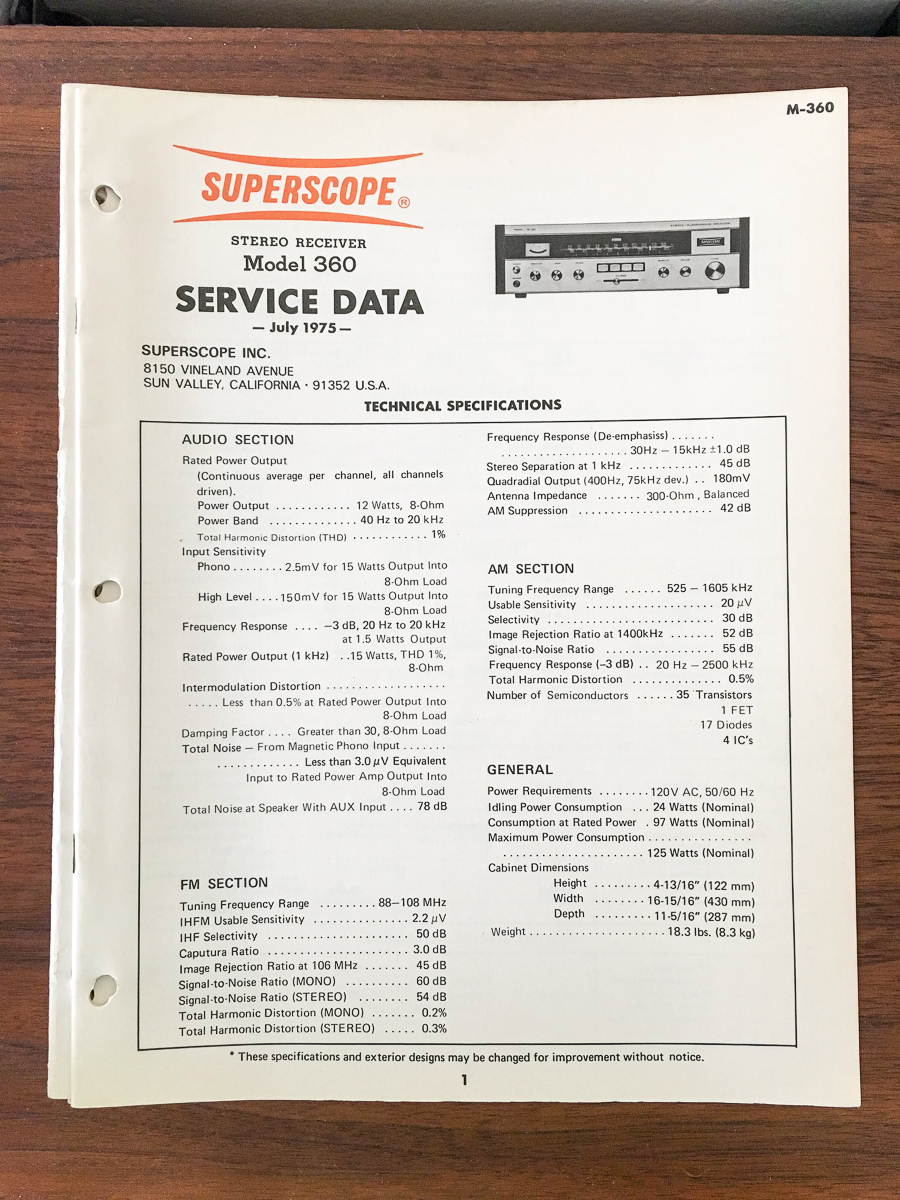 M-360
SUPERSCOPE®
STEREO RECEIVER
Model 360
SERVICE DATA
— July 1975 —
SUPERSCOPE INC.
8150 VINELAND AVENUE
SUN VALLEY, CALIFORNIA · 91352 U.S.A.
TECHNICAL SPECIFICATIONS
AUDIO SECTION
Rated Power Output
(Continuous average per channel, all channels
driven).
Power Output ............ 12 Watts, 8-Ohm
Power Band .............. 40 Hz to 20 kHz
Total Harmonic Distortion (THD) ............ 1%
Input Sensitivity
Phono ........ 2.5mV for 15 Watts Output Into
8-Ohm Load
High Level .... 150mV for 15 Watts Output Into
8-Ohm Load
Frequency Response .... −3 dB, 20 Hz to 20 kHz
at 1.5 Watts Output
Rated Power Output (1 kHz) ..15 Watts, THD 1%,
8-Ohm
Intermodulation Distortion ...................
..... Less than 0.5% at Rated Power Output Into
8-Ohm Load
Damping Factor .... Greater than 30, 8-Ohm Load
Total Noise — From Magnetic Phono Input .......
............. Less than 3.0 μV Equivalent
Input to Rated Power Amp Output Into
8-Ohm Load
Total Noise at Speaker With AUX Input .... 78 dB
FM SECTION
Tuning Frequency Range ......... 88—108 MHz
IHFM Usable Sensitivity ............... 2.2 μV
IHF Selectivity ...................... 50 dB
Caputura Ratio ...................... 3.0 dB
Image Rejection Ratio at 106 MHz ....... 45 dB
Signal-to-Noise Ratio (MONO) .......... 60 dB
Signal-to-Noise Ratio (STEREO) ........ 54 dB
Total Harmonic Distortion (MONO) ....... 0.2%
Total Harmonic Distortion (STEREO) ..... 0.3%
Frequency Response (De-emphasiss) .......
.................... 30Hz — 15kHz ±1.0 dB
Stereo Separation at 1 kHz ............. 45 dB
Quadradial Output (400Hz, 75kHz dev.) .. 180mV
Antenna Impedance ....... 300-Ohm, Balanced
AM Suppression ..................... 42 dB
AM SECTION
Tuning Frequency Range ...... 525 — 1605 kHz
Usable Sensitivity .................... 20 μV
Selectivity .......................... 30 dB
Image Rejection Ratio at 1400kHz ....... 52 dB
Signal-to-Noise Ratio ................. 55 dB
Frequency Response (−3 dB) .. 20 Hz — 2500 kHz
Total Harmonic Distortion .............. 0.5%
Number of Semiconductors ...... 35 Transistors
1 FET
17 Diodes
4 IC's
GENERAL
Power Requirements ........ 120V AC, 50/60 Hz
Idling Power Consumption ... 24 Watts (Nominal)
Consumption at Rated Power . 97 Watts (Nominal)
Maximum Power Consumption ................
...................... 125 Watts (Nominal)
Cabinet Dimensions
Height ......... 4-13/16" (122 mm)
Width ......... 16-15/16" (430 mm)
Depth ......... 11-5/16" (287 mm)
Weight ..................... 18.3 lbs. (8.3 kg)
* These specifications and exterior designs may be changed for improvement without notice.
1